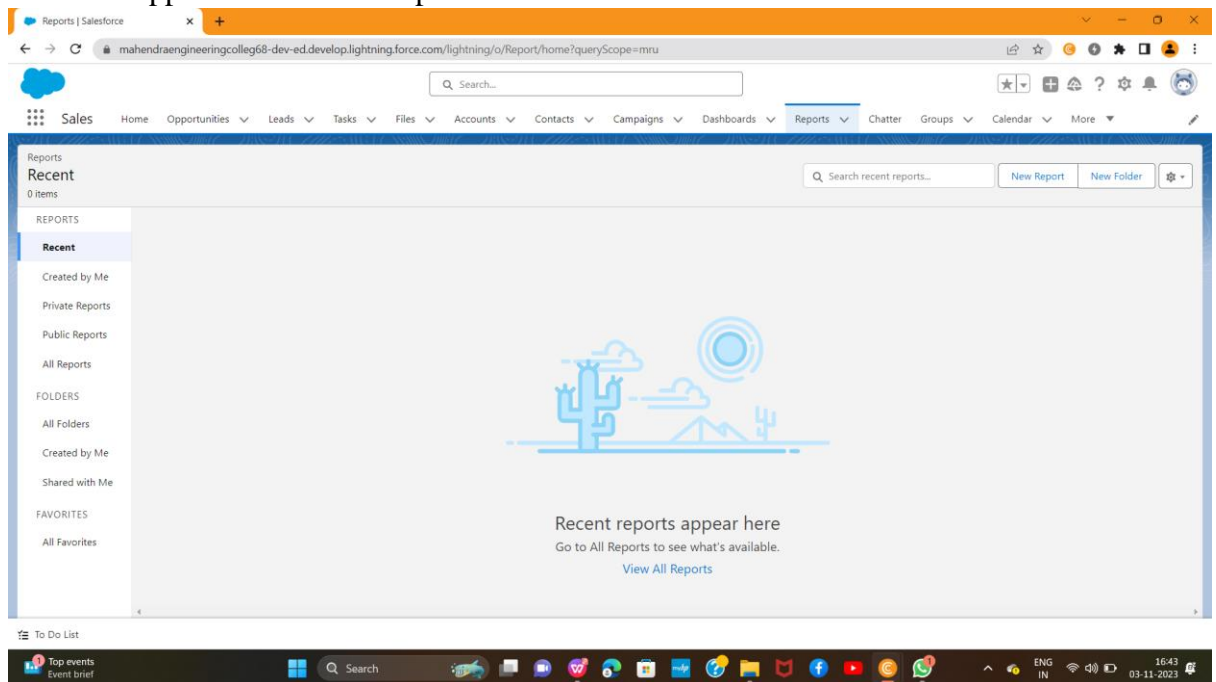 Reports | Salesforce
mahendraengineeringcolleg68-dev-ed.develop.lightning.force.com/lightning/o/Report/home?queryScope=mru
Search...
Sales Home Opportunities Leads Tasks Files Accounts Contacts Campaigns Dashboards Reports Chatter Groups Calendar More
Reports
Recent
0 items
Search recent reports...
New Report New Folder
REPORTS
Recent
Created by Me
Private Reports
Public Reports
All Reports
FOLDERS
All Folders
Created by Me
Shared with Me
FAVORITES
All Favorites
Recent reports appear here
Go to All Reports to see what's available.
View All Reports
To Do List
1
Top events
Event brief
Search
1
ENG
IN
16:43
03-11-2023